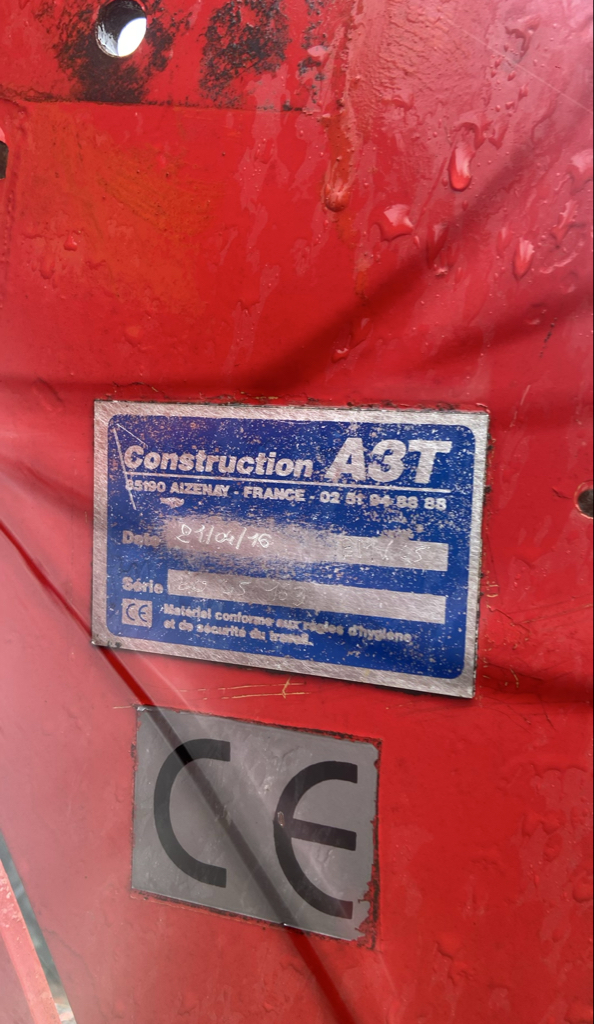 Construction A3T
85190 AIZENAY - FRANCE - 02 51 94 88 88
Date 21/04/16
Série
CE Matériel conforme aux règles d'hygiène
et de sécurité du travail.
CE